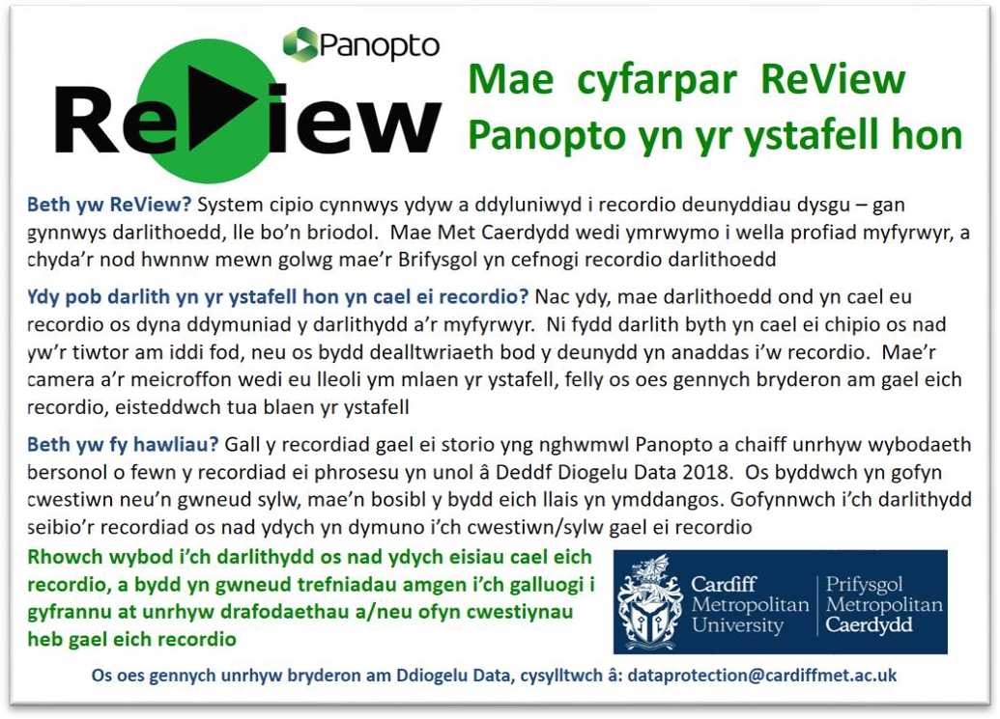 Panopto
ReView
Mae cyfarpar ReView
Panopto yn yr ystafell hon
Beth yw ReView? System cipio cynnwys ydyw a ddyluniwyd i recordio deunyddiau dysgu – gan
gynnwys darlithoedd, lle bo’n briodol. Mae Met Caerdydd wedi ymrwymo i wella profiad myfyrwyr, a
chyda’r nod hwnnw mewn golwg mae’r Brifysgol yn cefnogi recordio darlithoedd
Ydy pob darlith yn yr ystafell hon yn cael ei recordio? Nac ydy, mae darlithoedd ond yn cael eu
recordio os dyna ddymuniad y darlithydd a’r myfyrwyr. Ni fydd darlith byth yn cael ei chipio os nad
yw’r tiwtor am iddi fod, neu os bydd dealltwriaeth bod y deunydd yn anaddas i’w recordio. Mae’r
camera a’r meicroffon wedi eu lleoli ym mlaen yr ystafell, felly os oes gennych bryderon am gael eich
recordio, eisteddwch tua blaen yr ystafell
Beth yw fy hawliau? Gall y recordiad gael ei storio yng nghwmwl Panopto a chaiff unrhyw wybodaeth
bersonol o fewn y recordiad ei phrosesu yn unol â Deddf Diogelu Data 2018. Os byddwch yn gofyn
cwestiwn neu’n gwneud sylw, mae’n bosibl y bydd eich llais yn ymddangos. Gofynnwch i’ch darlithydd
seibio’r recordiad os nad ydych yn dymuno i’ch cwestiwn/sylw gael ei recordio
Rhowch wybod i’ch darlithydd os nad ydych eisiau cael eich
recordio, a bydd yn gwneud trefniadau amgen i’ch galluogi i
gyfrannu at unrhyw drafodaethau a/neu ofyn cwestiynau
heb gael eich recordio
Cardiff
Metropolitan
University
Prifysgol
Metropolitan
Caerdydd
Os oes gennych unrhyw bryderon am Ddiogelu Data, cysylltwch â: dataprotection@cardiffmet.ac.uk